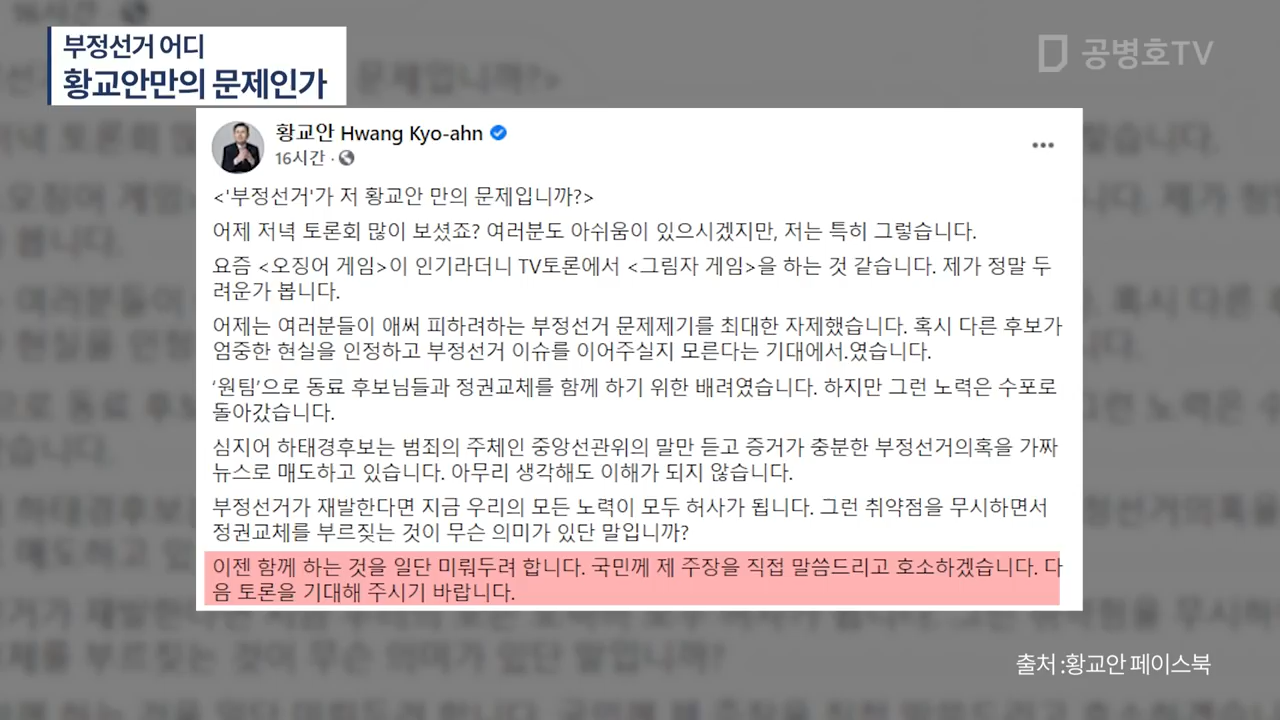 부정선거 어디
황교안만의 문제인가
공병호TV
황교안 Hwang Kyo-ahn
16시간 ·
<'부정선거'가 저 황교안 만의 문제입니까?>
어제 저녁 토론회 많이 보셨죠? 여러분도 아쉬움이 있으시겠지만, 저는 특히 그렇습니다.
요즘 <오징어 게임>이 인기라더니 TV토론에서 <그림자 게임>을 하는 것 같습니다. 제가 정말 두
려운가 봅니다.
어제는 여러분들이 애써 피하려하는 부정선거 문제제기를 최대한 자제했습니다. 혹시 다른 후보가
엄중한 현실을 인정하고 부정선거 이슈를 이어주실지 모른다는 기대에서.였습니다.
‘원팀’으로 동료 후보님들과 정권교체를 함께 하기 위한 배려였습니다. 하지만 그런 노력은 수포로
돌아갔습니다.
심지어 하태경후보는 범죄의 주체인 중앙선관위의 말만 듣고 증거가 충분한 부정선거의혹을 가짜
뉴스로 매도하고 있습니다. 아무리 생각해도 이해가 되지 않습니다.
부정선거가 재발한다면 지금 우리의 모든 노력이 모두 허사가 됩니다. 그런 취약점을 무시하면서
정권교체를 부르짖는 것이 무슨 의미가 있단 말입니까?
이젠 함께 하는 것을 일단 미뤄두려 합니다. 국민께 제 주장을 직접 말씀드리고 호소하겠습니다. 다
음 토론을 기대해 주시기 바랍니다.
출처 :황교안 페이스북